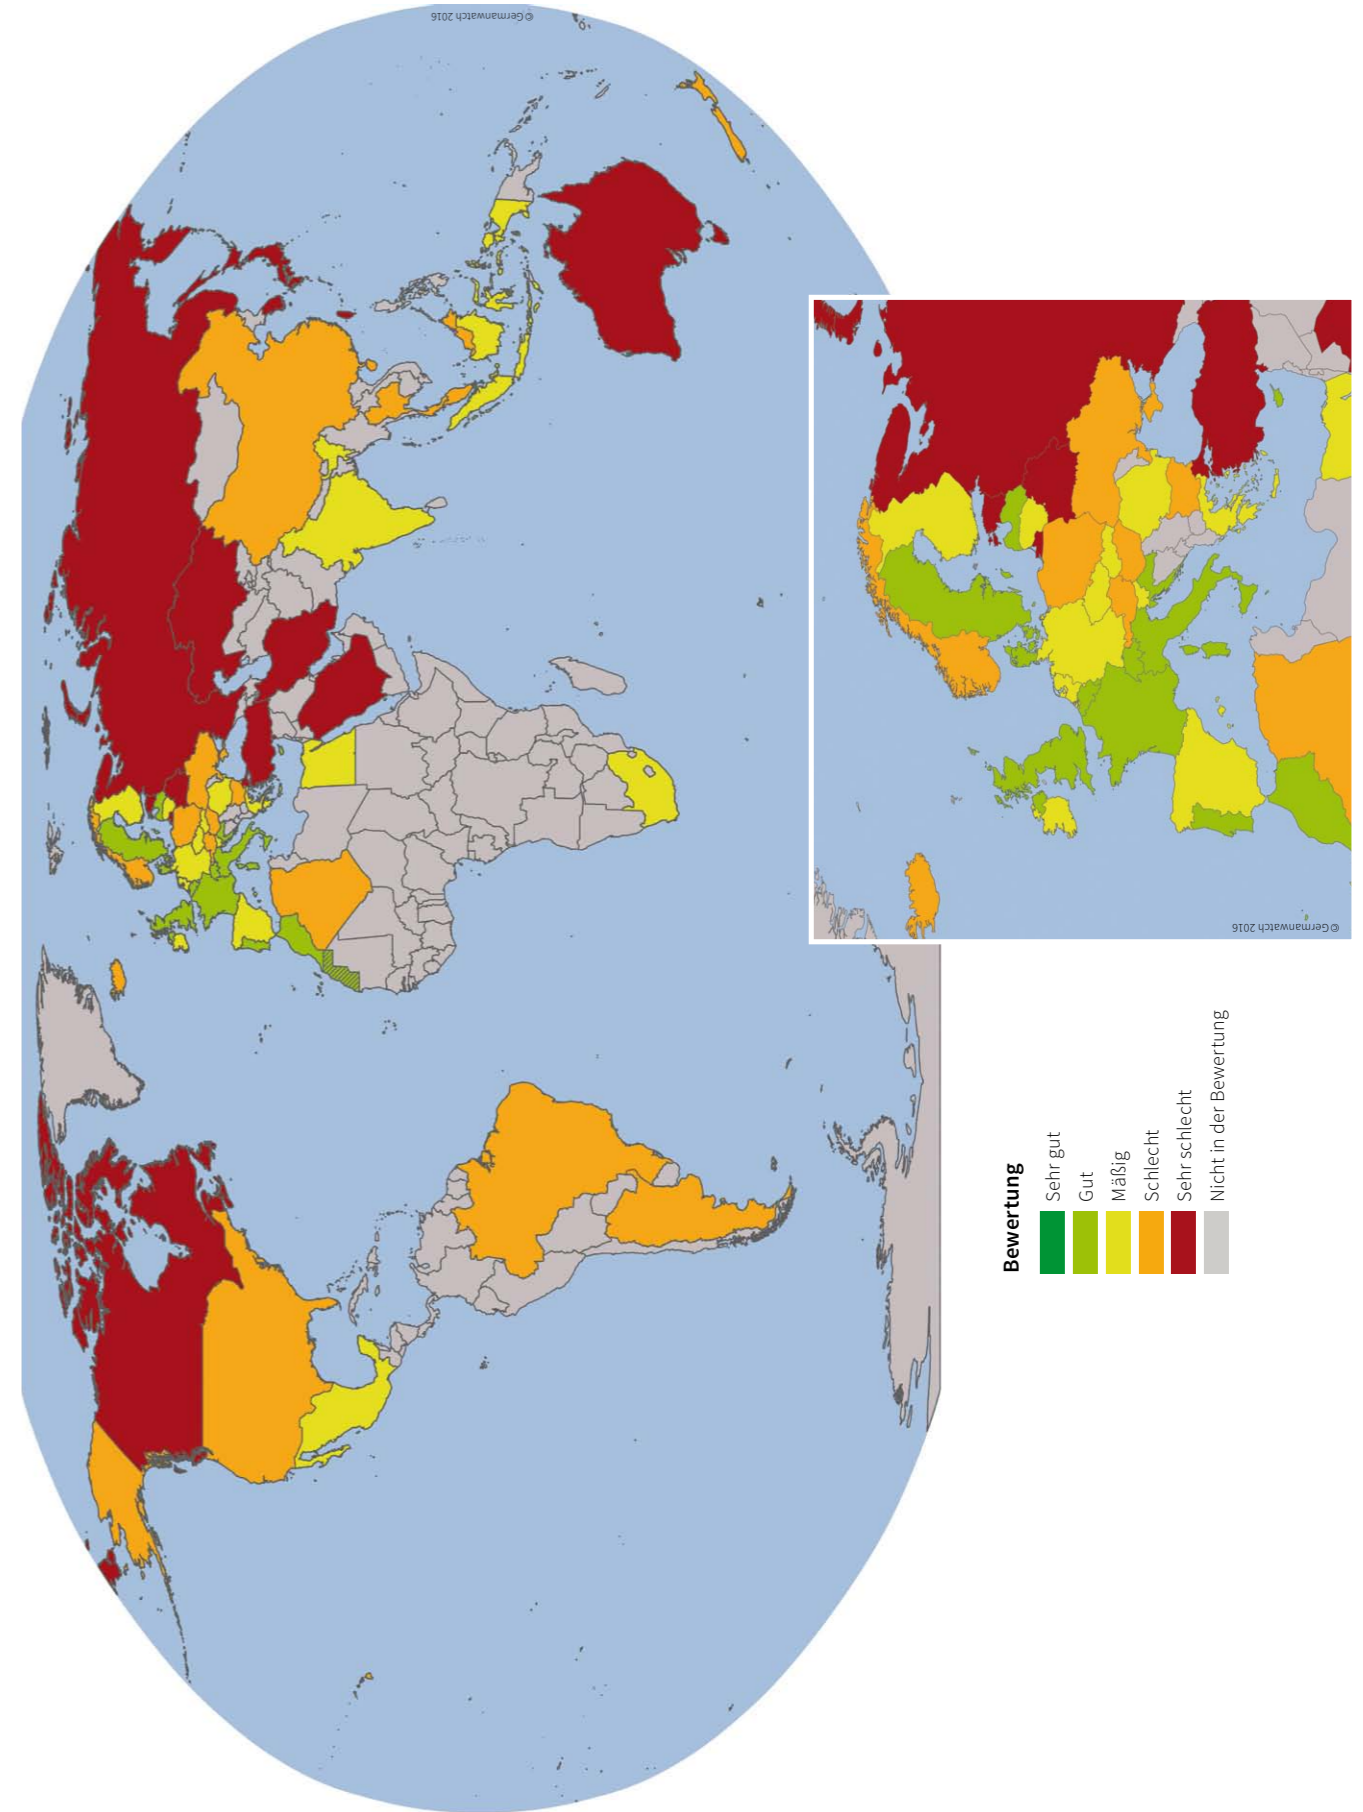 ©Germanwatch 2016
©Germanwatch 2016
Bewertung
Sehr gut
Gut
Mäßig
Schlecht
Sehr schlecht
Nicht in der Bewertung